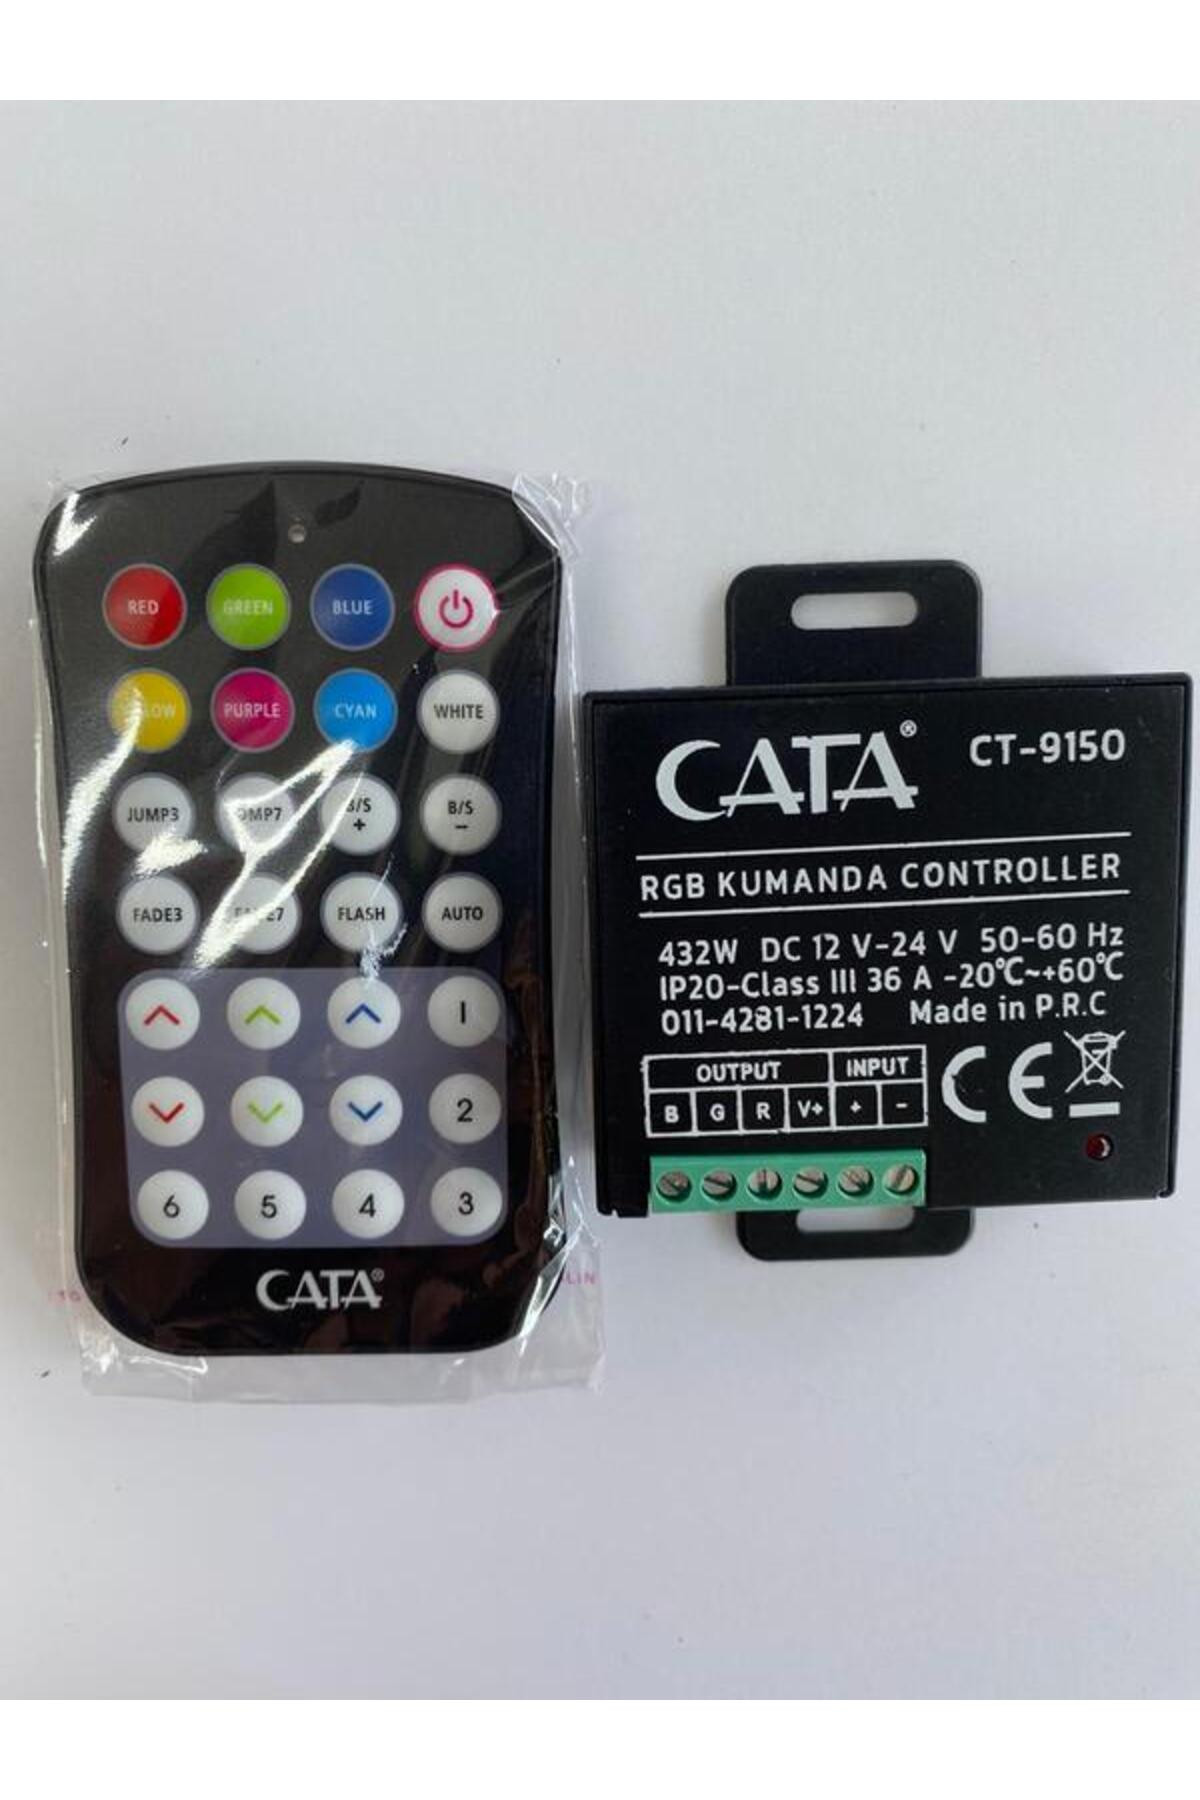 RED GREEN BLUE
PURPLE CYAN WHITE
JUMP3 B/S + B/S −
FADE3 FLASH AUTO
1
2
6 5 4 3
CATA®
CATA® CT-9150
RGB KUMANDA CONTROLLER
432W DC 12 V-24 V 50-60 Hz
IP20-Class III 36 A -20°C~+60°C
011-4281-1224 Made in P.R.C
OUTPUT INPUT
B G R V+ + -
CE